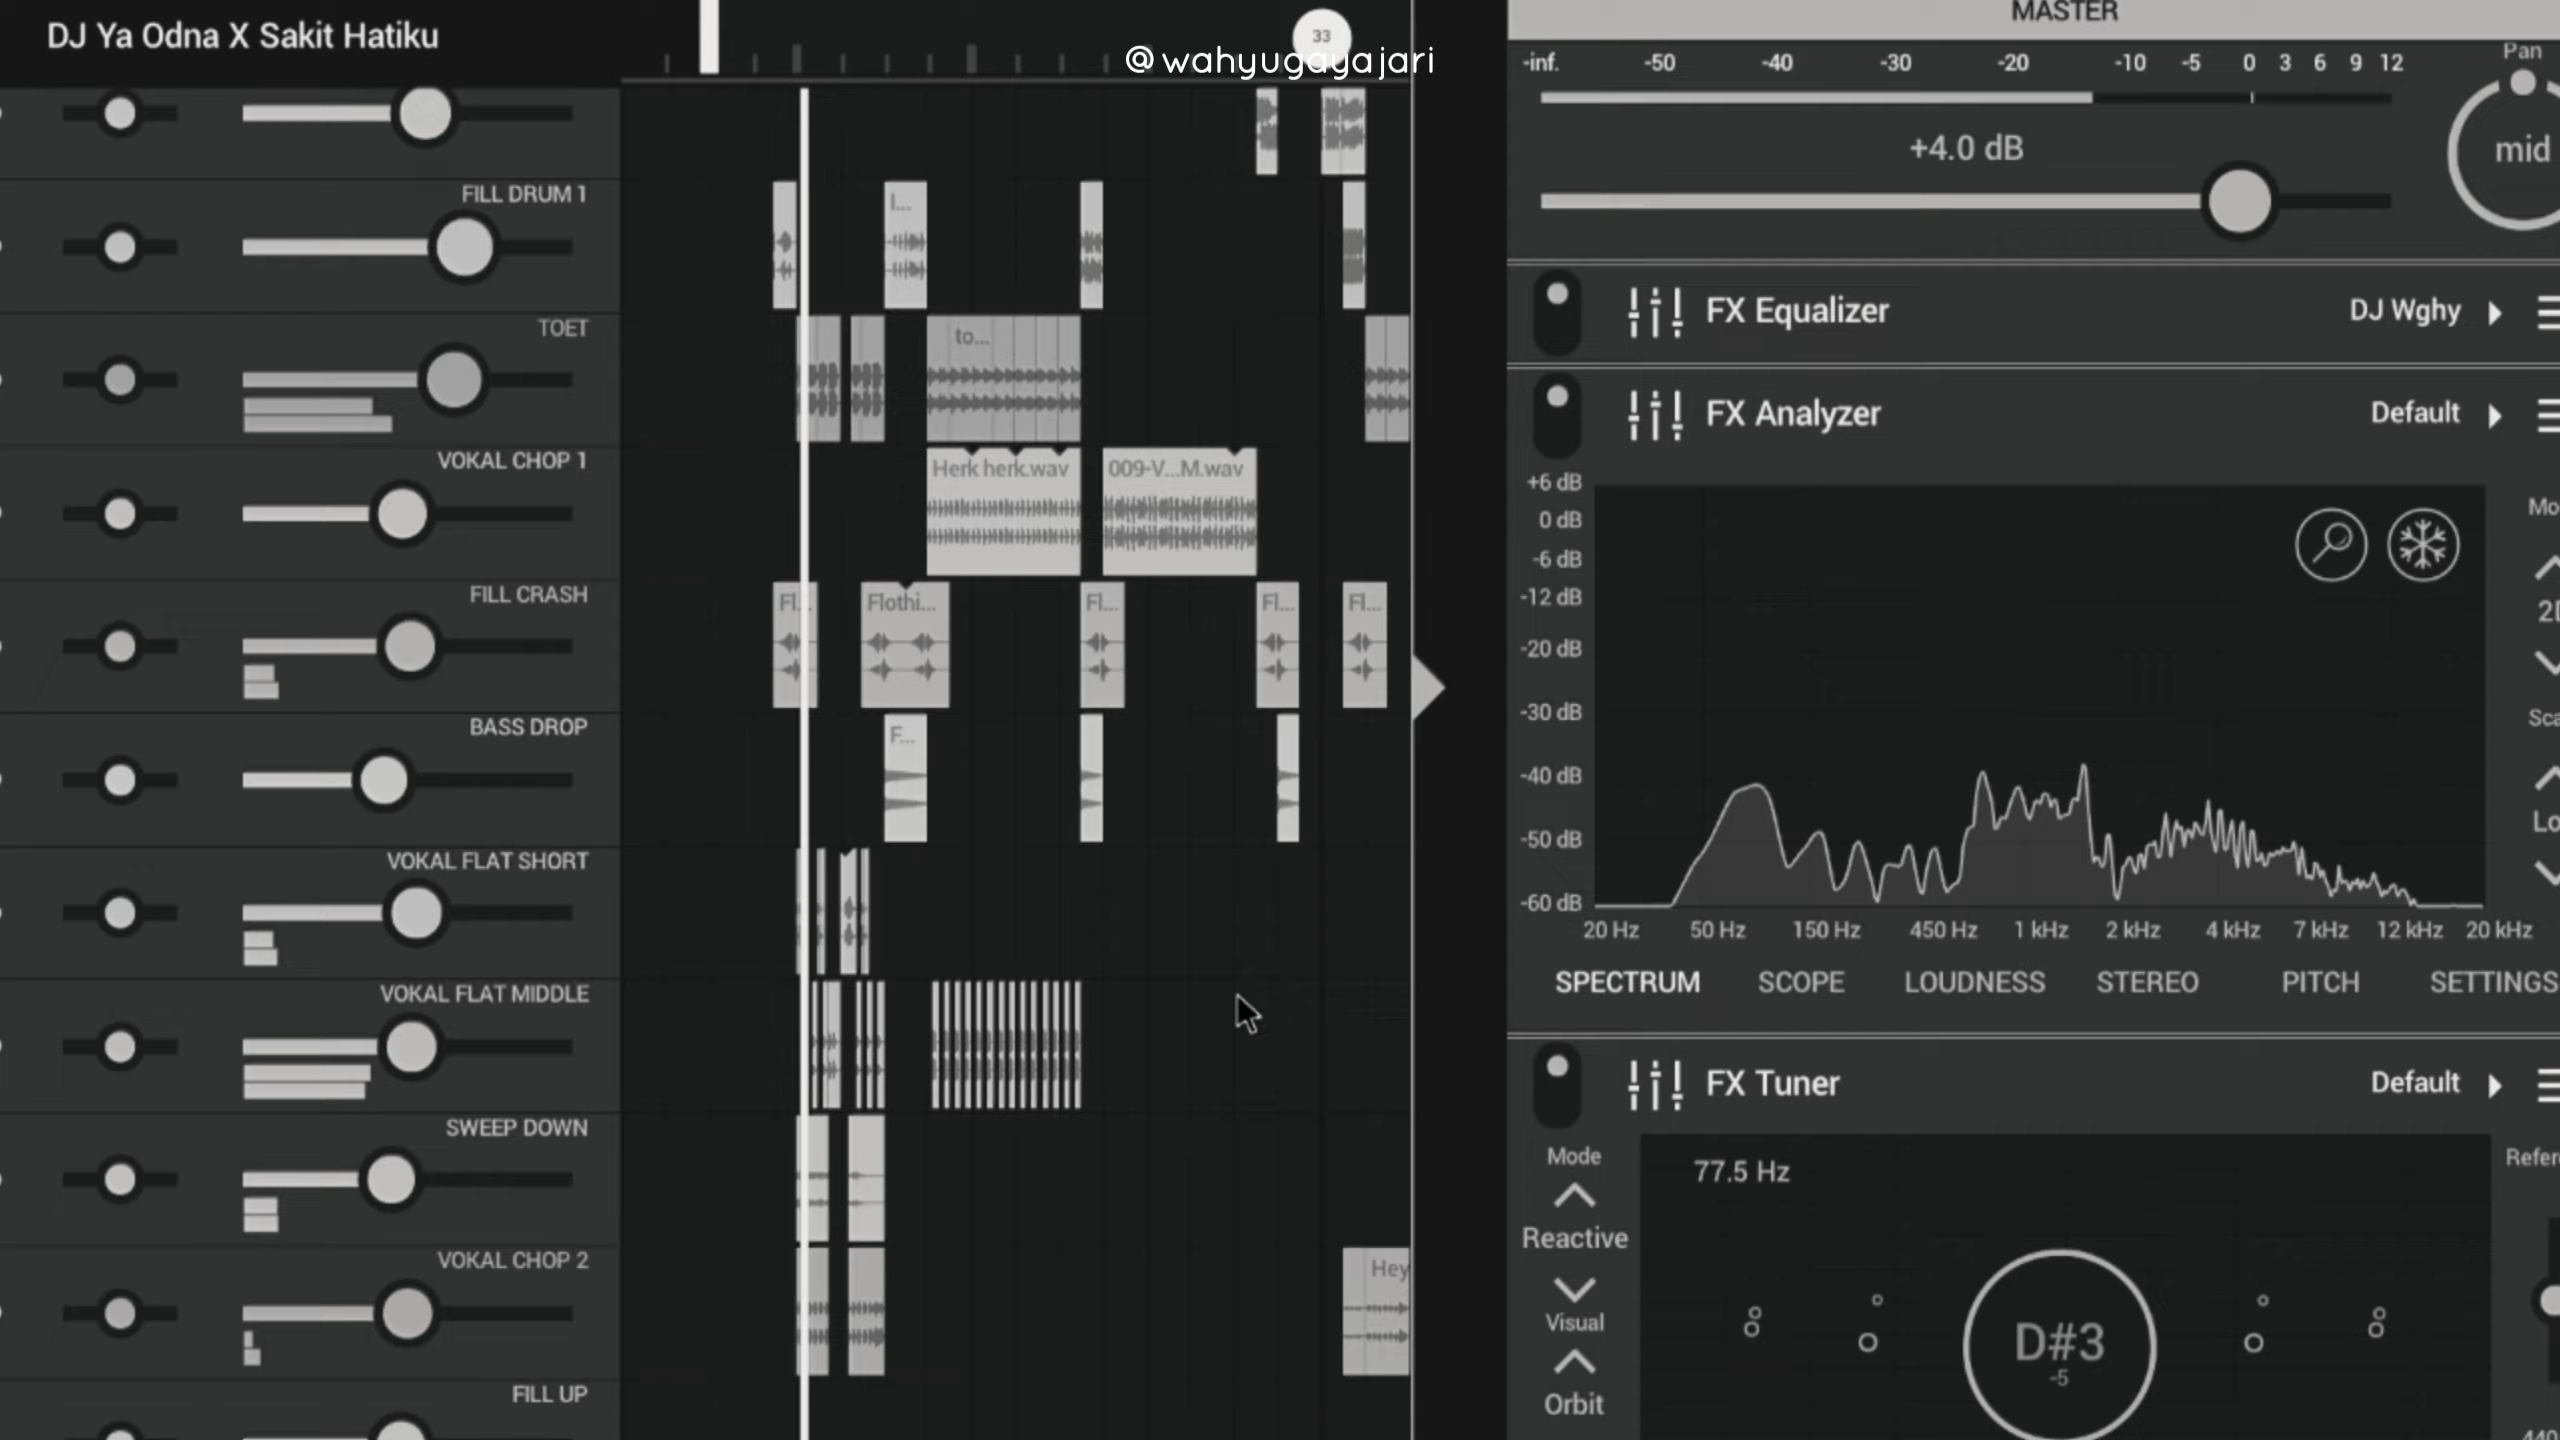 DJ Ya Odna X Sakit Hatiku
33
@wahyugayajari
FILL DRUM 1
TOET
VOKAL CHOP 1
FILL CRASH
BASS DROP
VOKAL FLAT SHORT
VOKAL FLAT MIDDLE
SWEEP DOWN
VOKAL CHOP 2
FILL UP
I...
to...
Herk herk.wav
009-V...M.wav
Fl...
Flothi...
Fl...
Fl...
Fl...
F...
Hey
MASTER
-inf. -50 -40 -30 -20 -10 -5 0 3 6 9 12
Pan
+4.0 dB
mid
FX Equalizer
DJ Wghy
FX Analyzer
Default
+6 dB
0 dB
-6 dB
-12 dB
-20 dB
-30 dB
-40 dB
-50 dB
-60 dB
20 Hz 50 Hz 150 Hz 450 Hz 1 kHz 2 kHz 4 kHz 7 kHz 12 kHz 20 kHz
SPECTRUM SCOPE LOUDNESS STEREO PITCH SETTINGS
FX Tuner
Default
Mode
Reactive
Visual
Orbit
77.5 Hz
D#3
-5